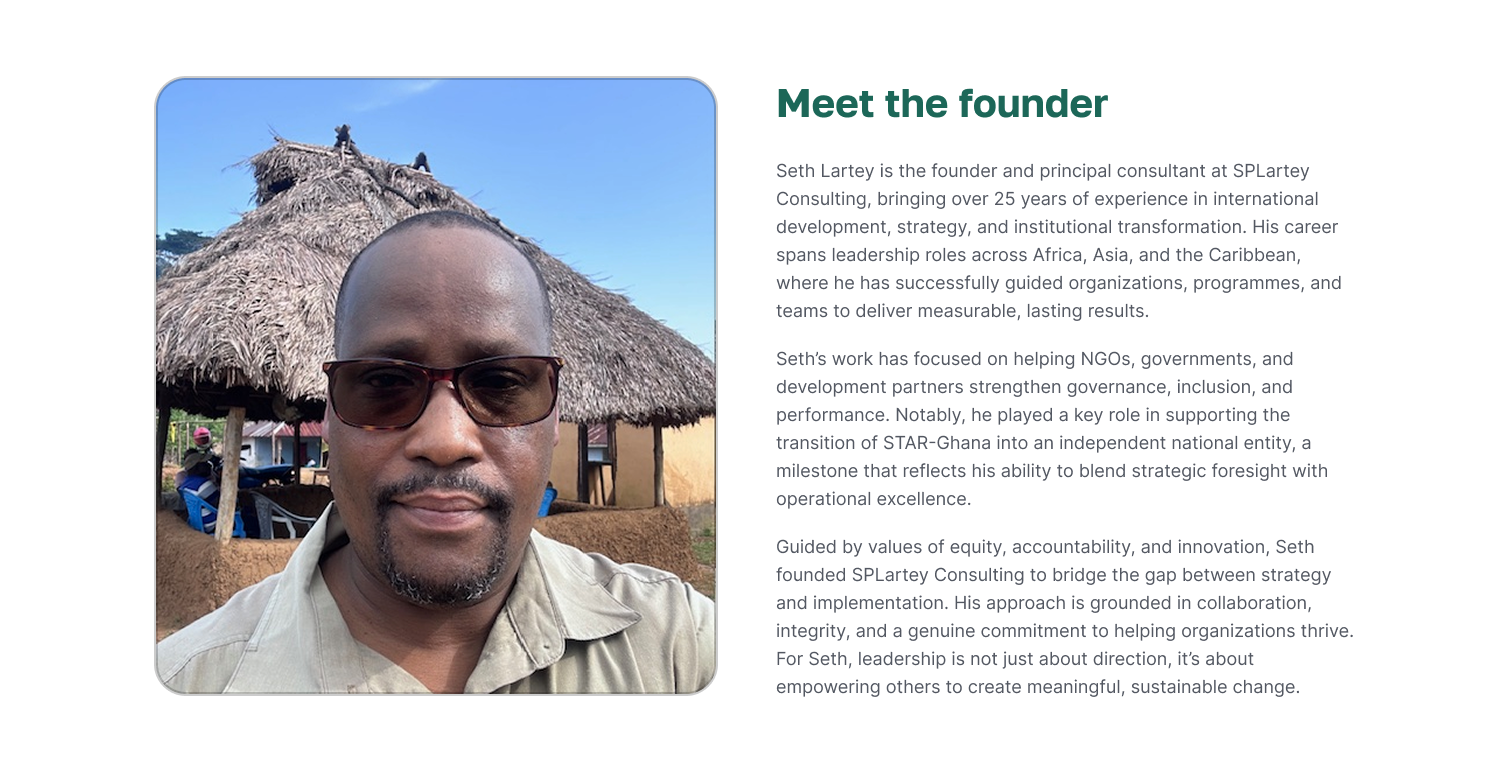 Meet the founder
Seth Lartey is the founder and principal consultant at SPLartey
Consulting, bringing over 25 years of experience in international
development, strategy, and institutional transformation. His career
spans leadership roles across Africa, Asia, and the Caribbean,
where he has successfully guided organizations, programmes, and
teams to deliver measurable, lasting results.
Seth’s work has focused on helping NGOs, governments, and
development partners strengthen governance, inclusion, and
performance. Notably, he played a key role in supporting the
transition of STAR-Ghana into an independent national entity, a
milestone that reflects his ability to blend strategic foresight with
operational excellence.
Guided by values of equity, accountability, and innovation, Seth
founded SPLartey Consulting to bridge the gap between strategy
and implementation. His approach is grounded in collaboration,
integrity, and a genuine commitment to helping organizations thrive.
For Seth, leadership is not just about direction, it’s about
empowering others to create meaningful, sustainable change.